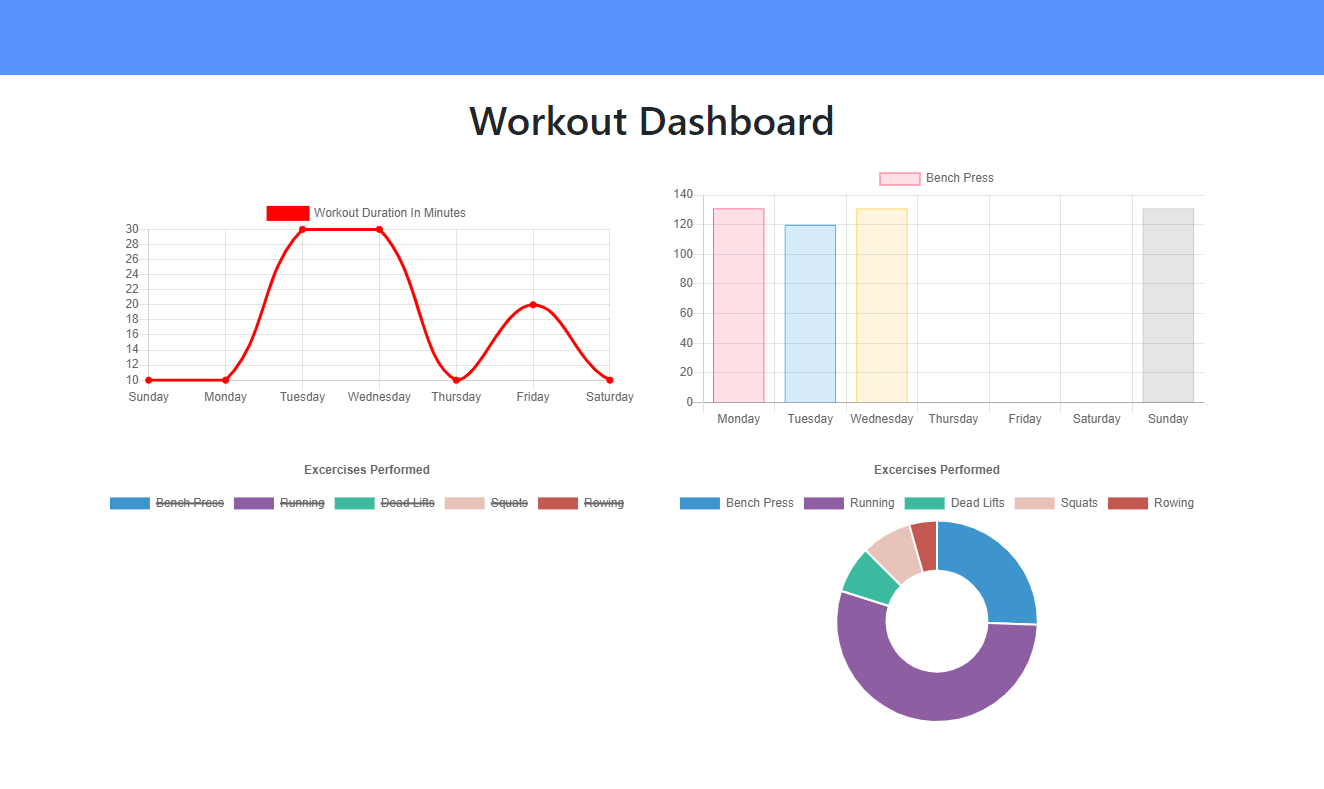 Workout Dashboard
Workout Duration In Minutes
30
28
26
24
22
20
18
16
14
12
10
Sunday Monday Tuesday Wednesday Thursday Friday Saturday
Bench Press
140
120
100
80
60
40
20
0
Monday Tuesday Wednesday Thursday Friday Saturday Sunday
Excercises Performed
Bench Press Running Dead Lifts Squats Rowing
Excercises Performed
Bench Press Running Dead Lifts Squats Rowing